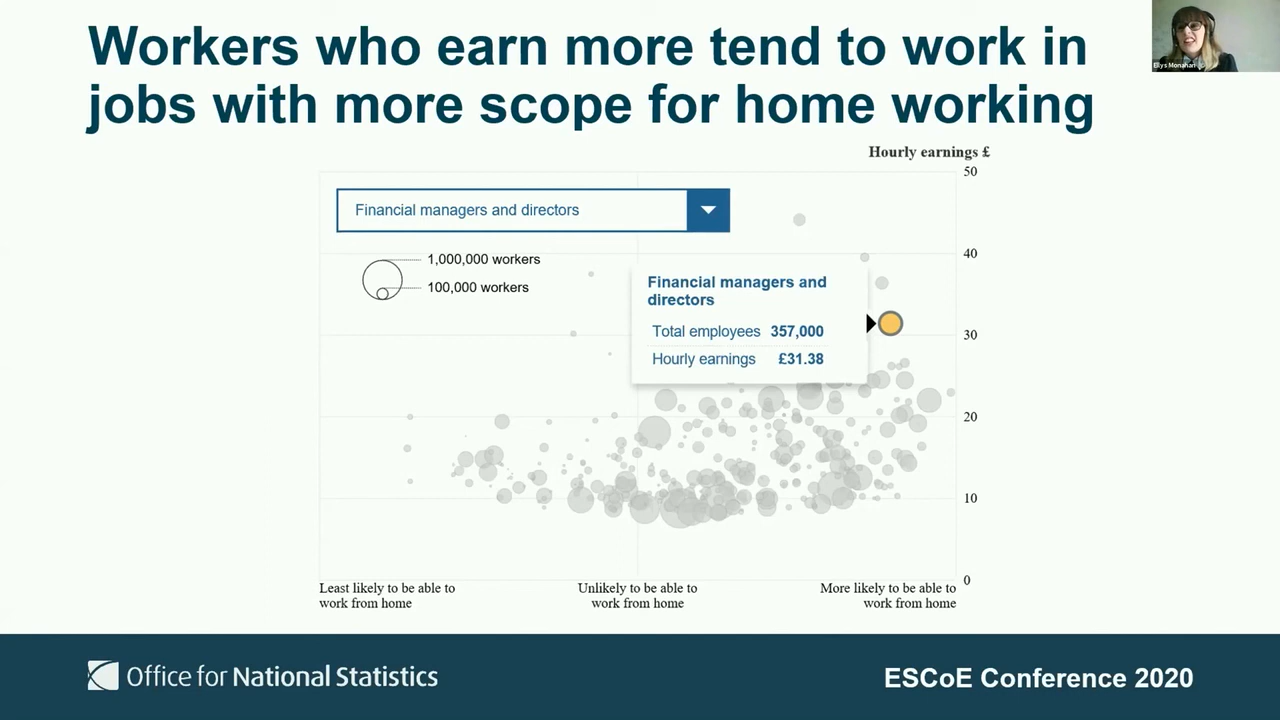 Workers who earn more tend to work in
jobs with more scope for home working
Ellys Monahan
Hourly earnings £
50
Financial managers and directors
1,000,000 workers
40
100,000 workers
Financial managers and
directors
Total employees 357,000
Hourly earnings £31.38
30
20
10
0
Least likely to be able to
work from home
Unlikely to be able to
work from home
More likely to be able to
work from home
Office for National Statistics
ESCoE Conference 2020